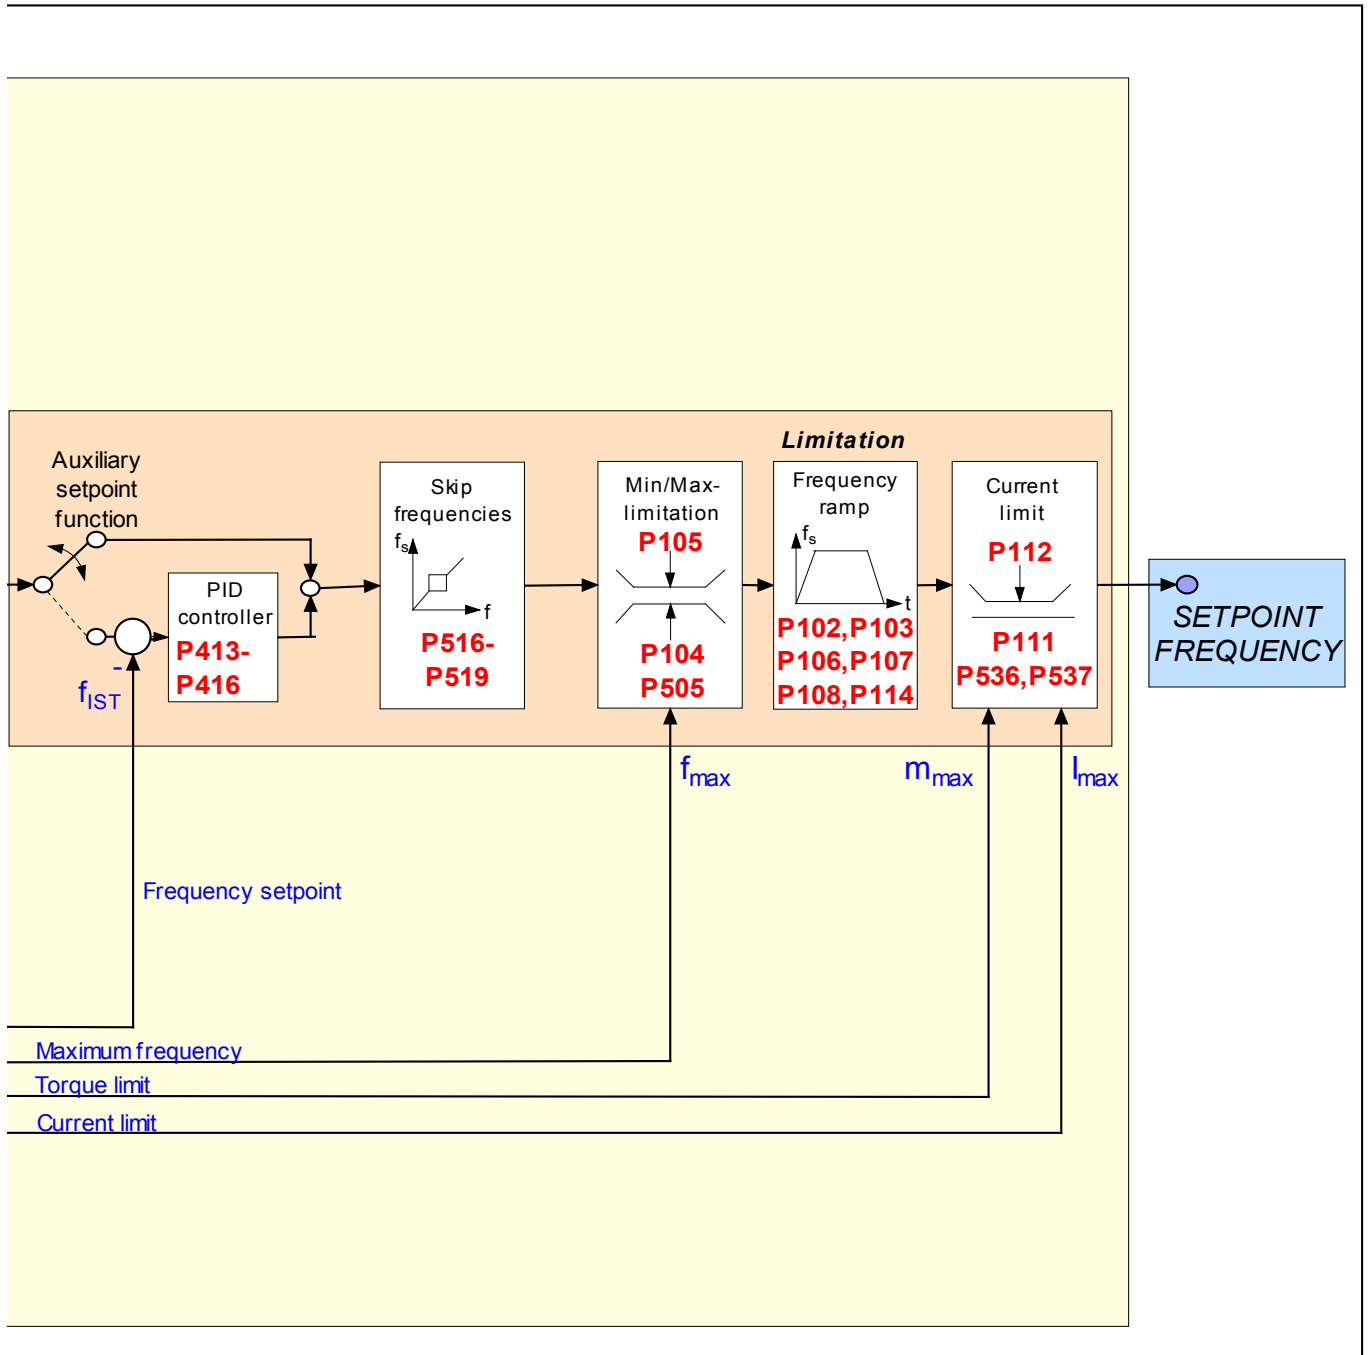 Limitation
Auxiliary
setpoint
function
PID
controller
P413-
P416
-
fIST
Skip
frequencies
fs
f
P516-
P519
Min/Max-
limitation
P105
P104
P505
Frequency
ramp
fs
t
P102,P103
P106,P107
P108,P114
Current
limit
P112
P111
P536,P537
SETPOINT
FREQUENCY
fmax
mmax
Imax
Frequency setpoint
Maximum frequency
Torque limit
Current limit